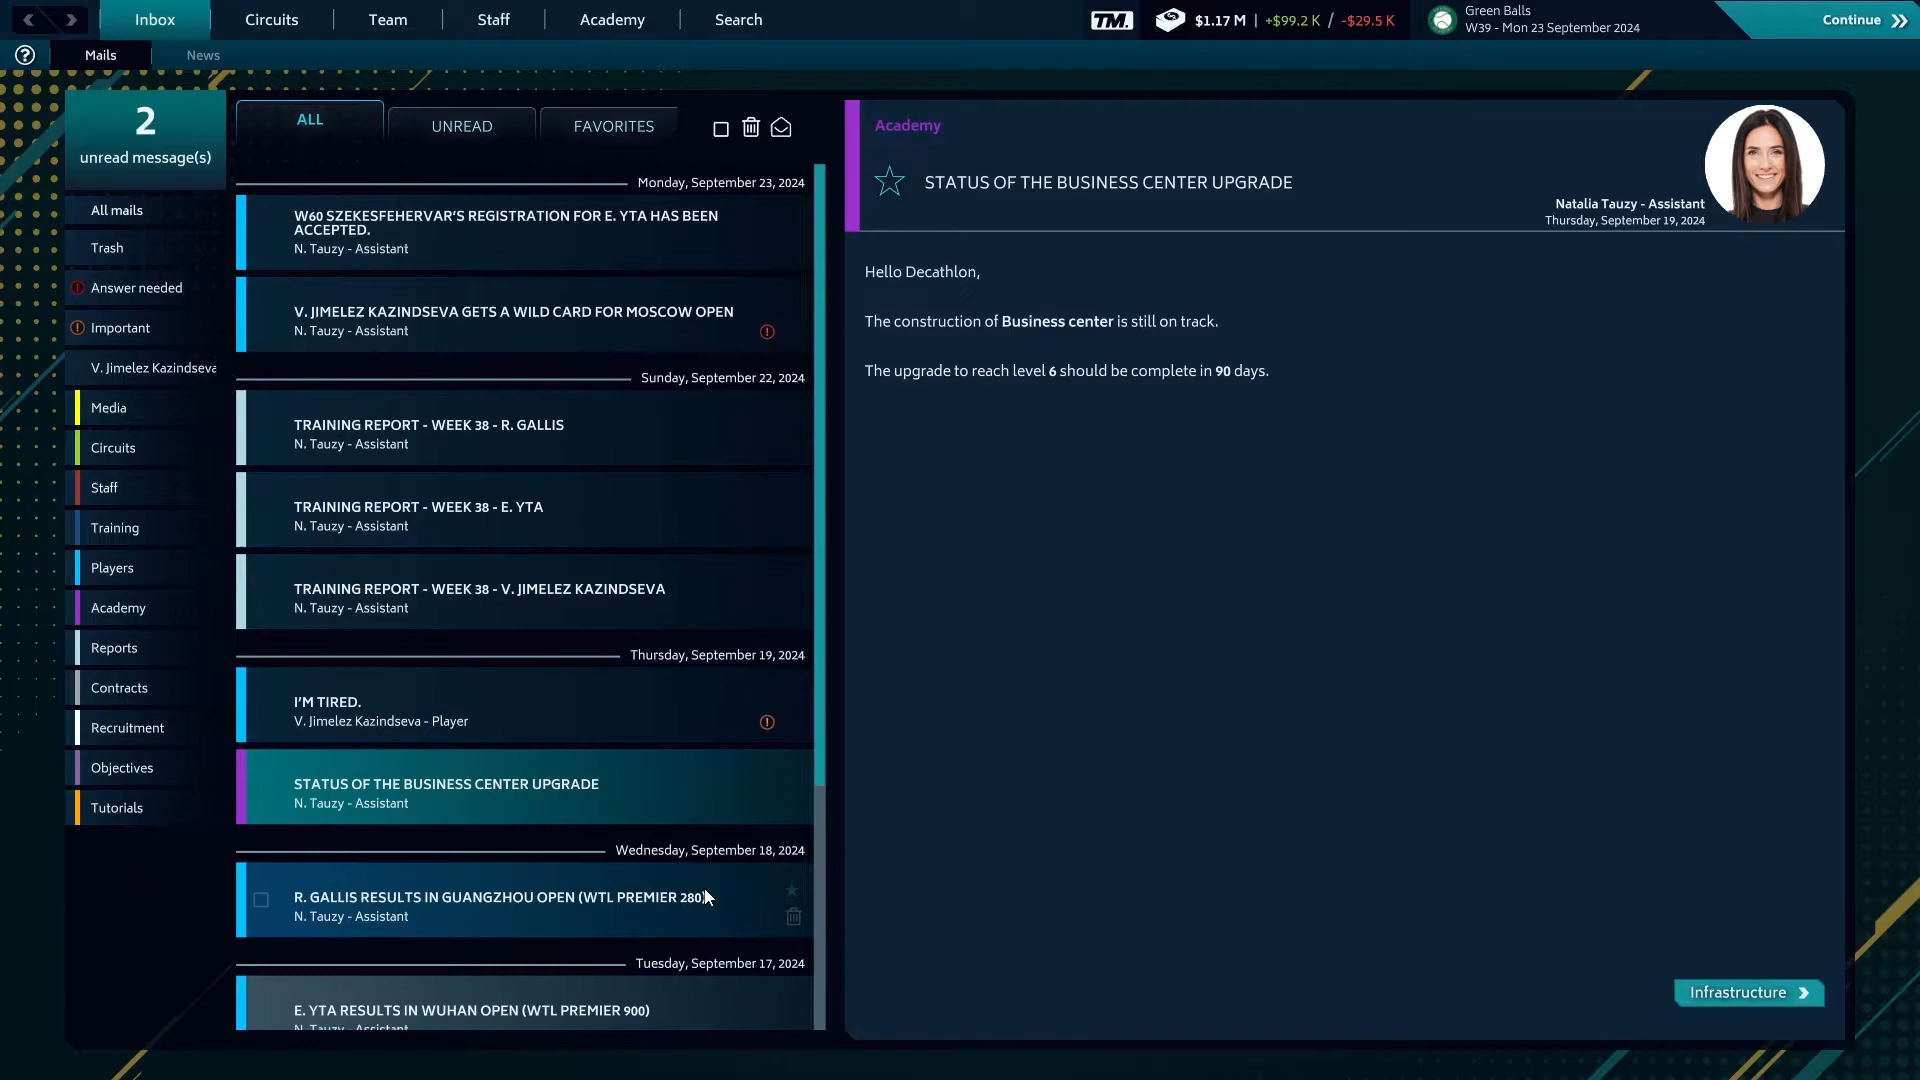 Inbox
Circuits
Team
Staff
Academy
Search
TM.
$1.17 M | +$99.2 K / -$29.5 K
Green Balls
W39 - Mon 23 September 2024
Continue
Mails
News
2
unread message(s)
All mails
Trash
Answer needed
Important
V. Jimelez Kazindseva
Media
Circuits
Staff
Training
Players
Academy
Reports
Contracts
Recruitment
Objectives
Tutorials
ALL
UNREAD
FAVORITES
Monday, September 23, 2024
W60 SZEKESFEHERVAR'S REGISTRATION FOR E. YTA HAS BEEN
ACCEPTED.
N. Tauzy - Assistant
V. JIMELEZ KAZINDSEVA GETS A WILD CARD FOR MOSCOW OPEN
N. Tauzy - Assistant
Sunday, September 22, 2024
TRAINING REPORT - WEEK 38 - R. GALLIS
N. Tauzy - Assistant
TRAINING REPORT - WEEK 38 - E. YTA
N. Tauzy - Assistant
TRAINING REPORT - WEEK 38 - V. JIMELEZ KAZINDSEVA
N. Tauzy - Assistant
Thursday, September 19, 2024
I'M TIRED.
V. Jimelez Kazindseva - Player
STATUS OF THE BUSINESS CENTER UPGRADE
N. Tauzy - Assistant
Wednesday, September 18, 2024
R. GALLIS RESULTS IN GUANGZHOU OPEN (WTL PREMIER 280)
N. Tauzy - Assistant
Tuesday, September 17, 2024
E. YTA RESULTS IN WUHAN OPEN (WTL PREMIER 900)
N. Tauzy - Assistant
Academy
STATUS OF THE BUSINESS CENTER UPGRADE
Natalia Tauzy - Assistant
Thursday, September 19, 2024
Hello Decathlon,
The construction of Business center is still on track.
The upgrade to reach level 6 should be complete in 90 days.
Infrastructure